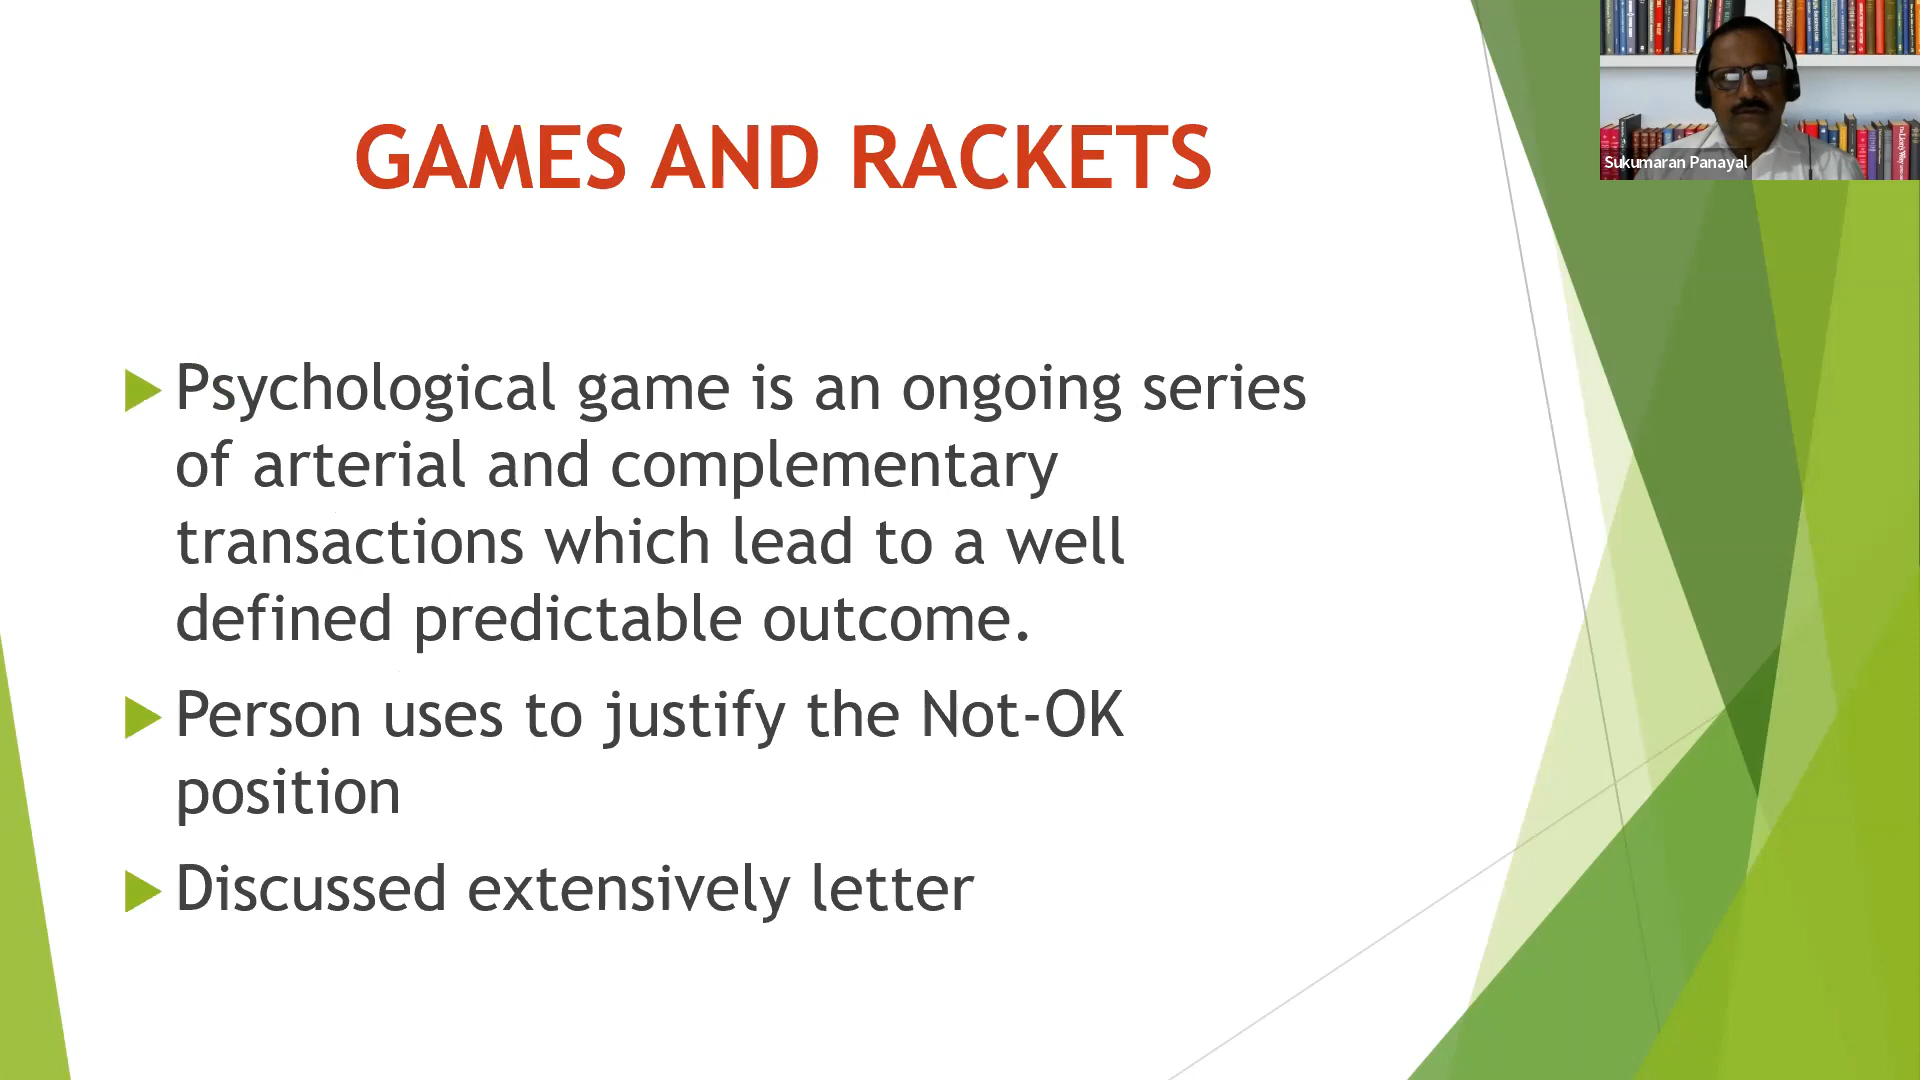 GAMES AND RACKETS
Psychological game is an ongoing series
of arterial and complementary
transactions which lead to a well
defined predictable outcome.
Person uses to justify the Not-OK
position
Discussed extensively letter
Sukumaran Panayal